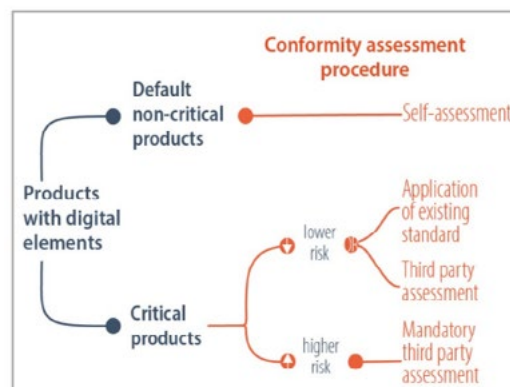 Conformity assessment
procedure
Default
non-critical
products
Self-assessment
Products
with digital
elements
lower
risk
Application
of existing
standard
Third party
assessment
Critical
products
higher
risk
Mandatory
third party
assessment